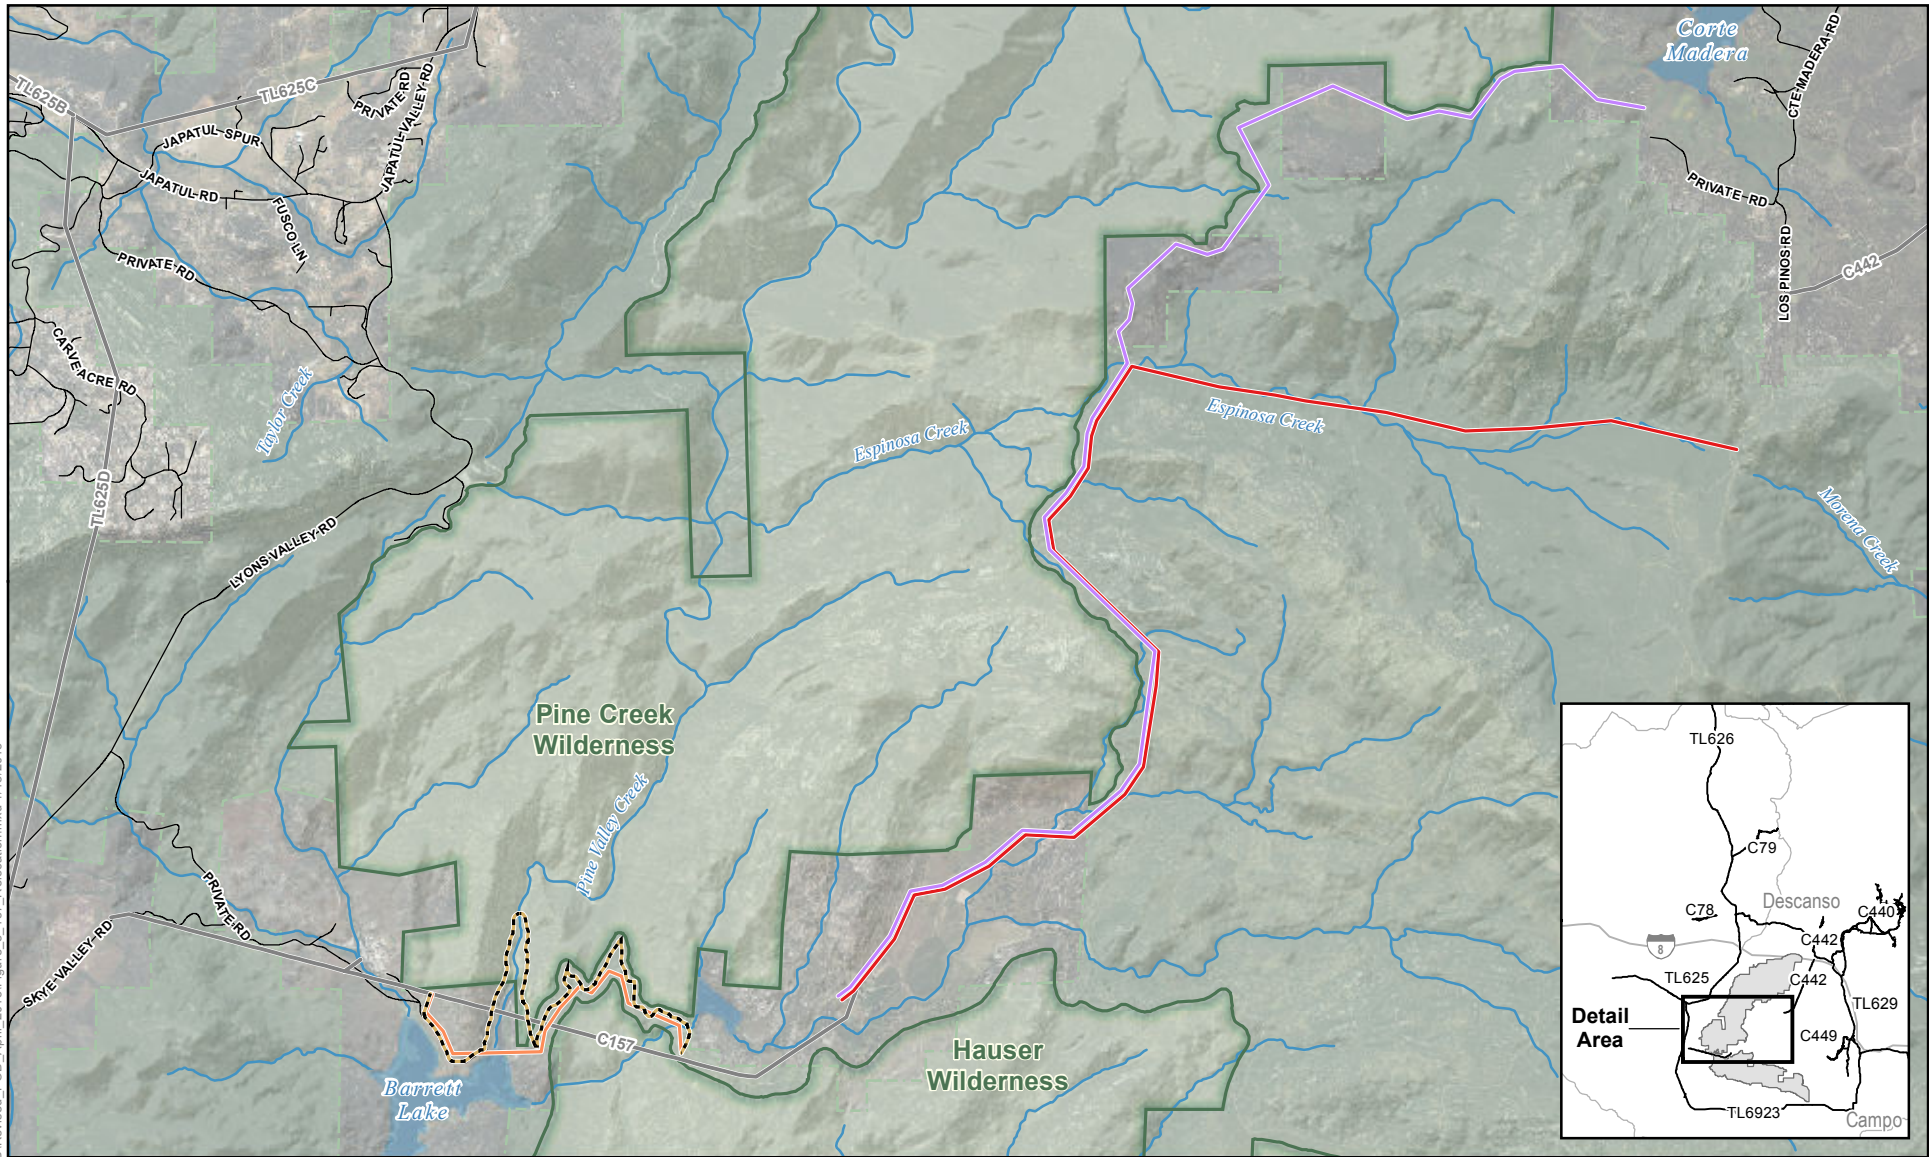 Corte
Madera
CTE MADERA RD
TL625B
TL625C
PRIVATE RD
JAPATUL VALLEY RD
JAPATUL SPUR
JAPATUL RD
FUSCO LN
PRIVATE RD
PRIVATE RD
LOS PINOS RD
C442
CARVEACRE RD
Taylor Creek
Espinosa Creek
Espinosa Creek
TL625D
LYONS VALLEY RD
Morena Creek
Pine Creek
Wilderness
Pine Valley Creek
PRIVATE RD
SKYE VALLEY RD
C157
Hauser
Wilderness
Barrett
Lake
TL626
C79
Descanso
C78
C440
8
C442
TL625
C442
TL629
Detail
Area
C449
TL6923
Campo